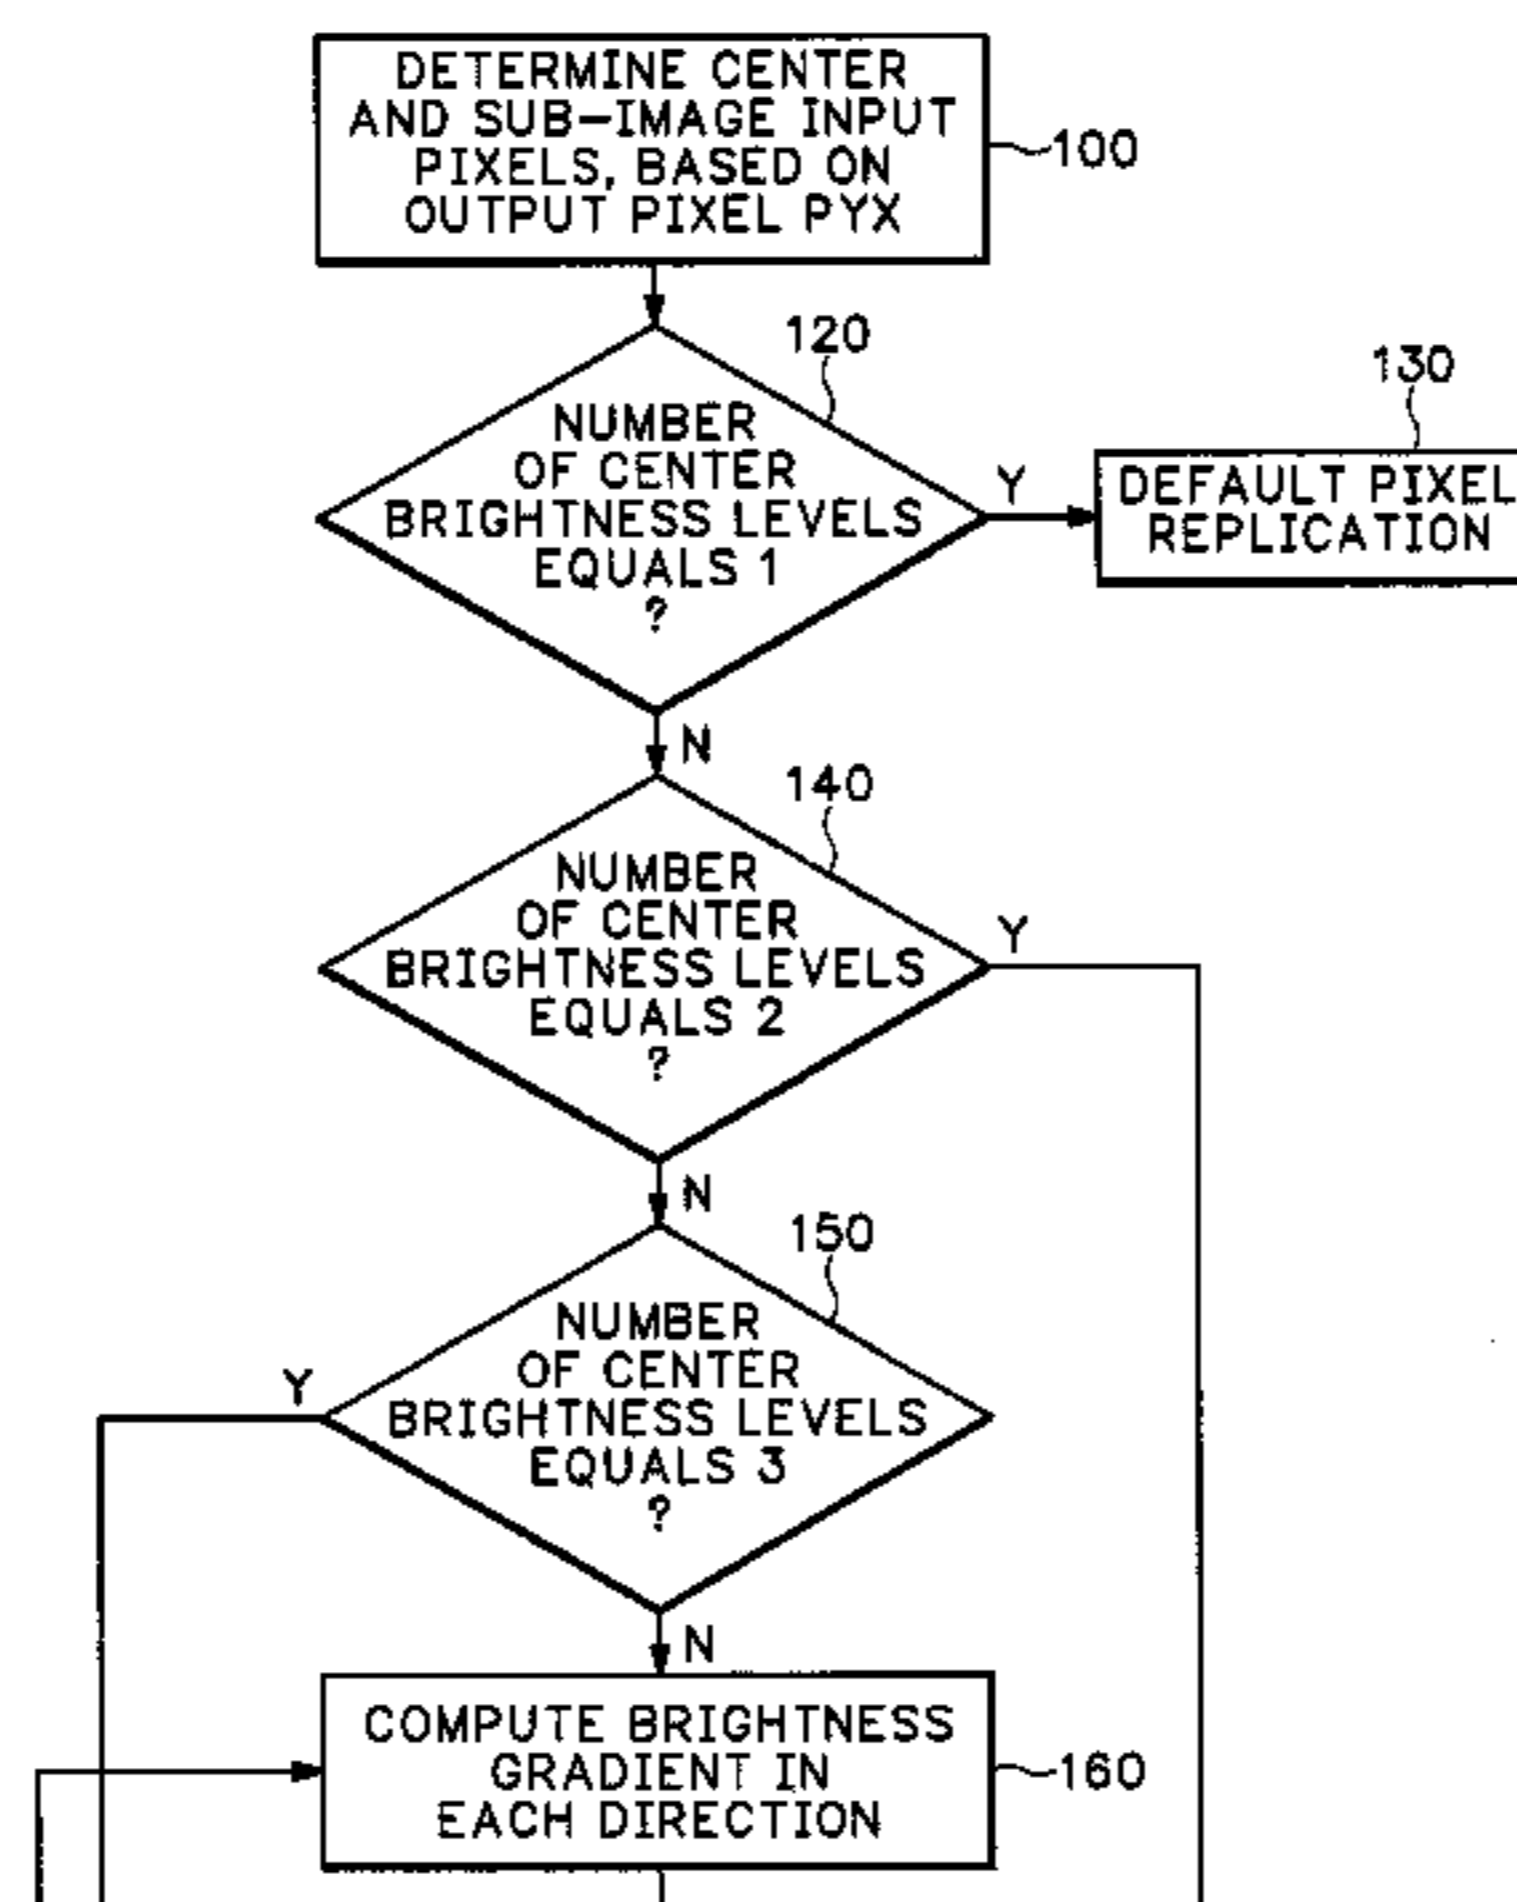 DETERMINE CENTER
AND SUB-IMAGE INPUT
PIXELS, BASED ON
OUTPUT PIXEL PYX
100
120
NUMBER
OF CENTER
BRIGHTNESS LEVELS
EQUALS 1
?
Y
130
DEFAULT PIXEL
REPLICATION
N
140
NUMBER
OF CENTER
BRIGHTNESS LEVELS
EQUALS 2
?
Y
N
150
NUMBER
OF CENTER
BRIGHTNESS LEVELS
EQUALS 3
?
Y
N
COMPUTE BRIGHTNESS
GRADIENT IN
EACH DIRECTION
160